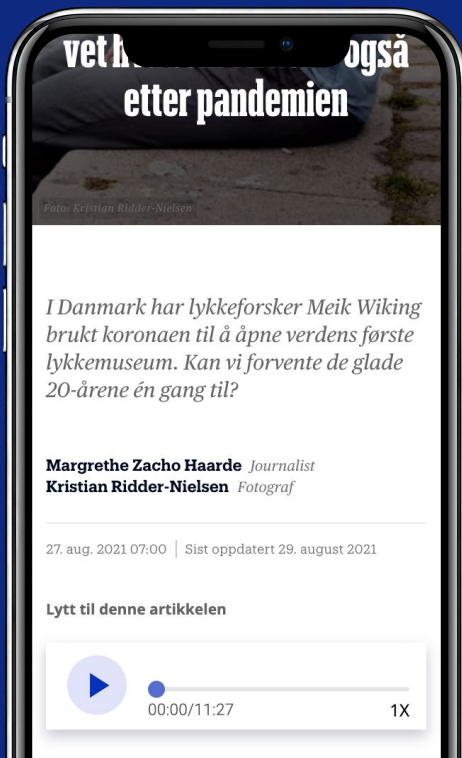 vet også
etter pandemien
Foto: Kristian Ridder-Nielsen
I Danmark har lykkeforsker Meik Wiking
brukt koronaen til å åpne verdens første
lykkemuseum. Kan vi forvente de glade
20-årene én gang til?
Margrethe Zacho Haarde Journalist
Kristian Ridder-Nielsen Fotograf
27. aug. 2021 07:00 | Sist oppdatert 29. august 2021
Lytt til denne artikkelen
00:00/11:27 1X